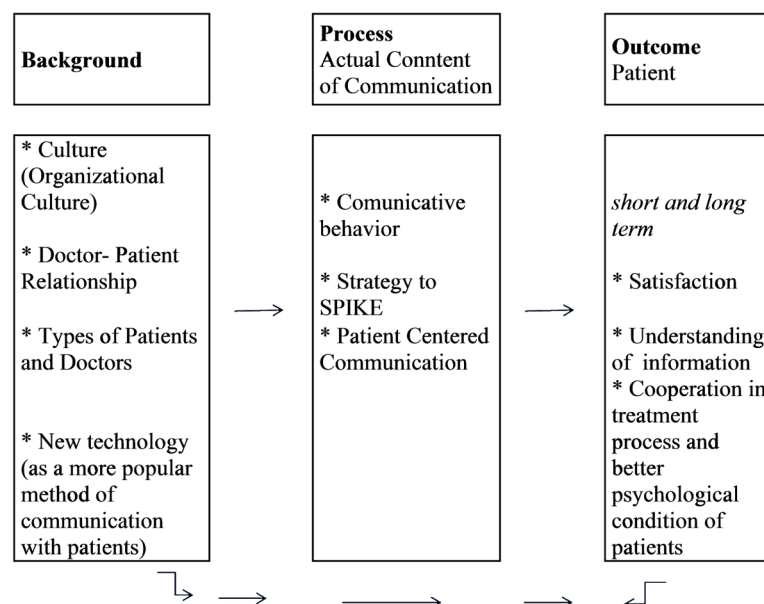 Background
Process
Actual Conntent
of Communication
Outcome
Patient
* Culture
(Organizational
Culture)
* Doctor- Patient
Relationship
* Types of Patients
and Doctors
* New technology
(as a more popular
method of
communication
with patients)
* Comunicative
behavior
* Strategy to
SPIKE
* Patient Centered
Communication
short and long
term
* Satisfaction
* Understanding
of information
* Cooperation in
treatment
process and
better
psychological
condition of
patients